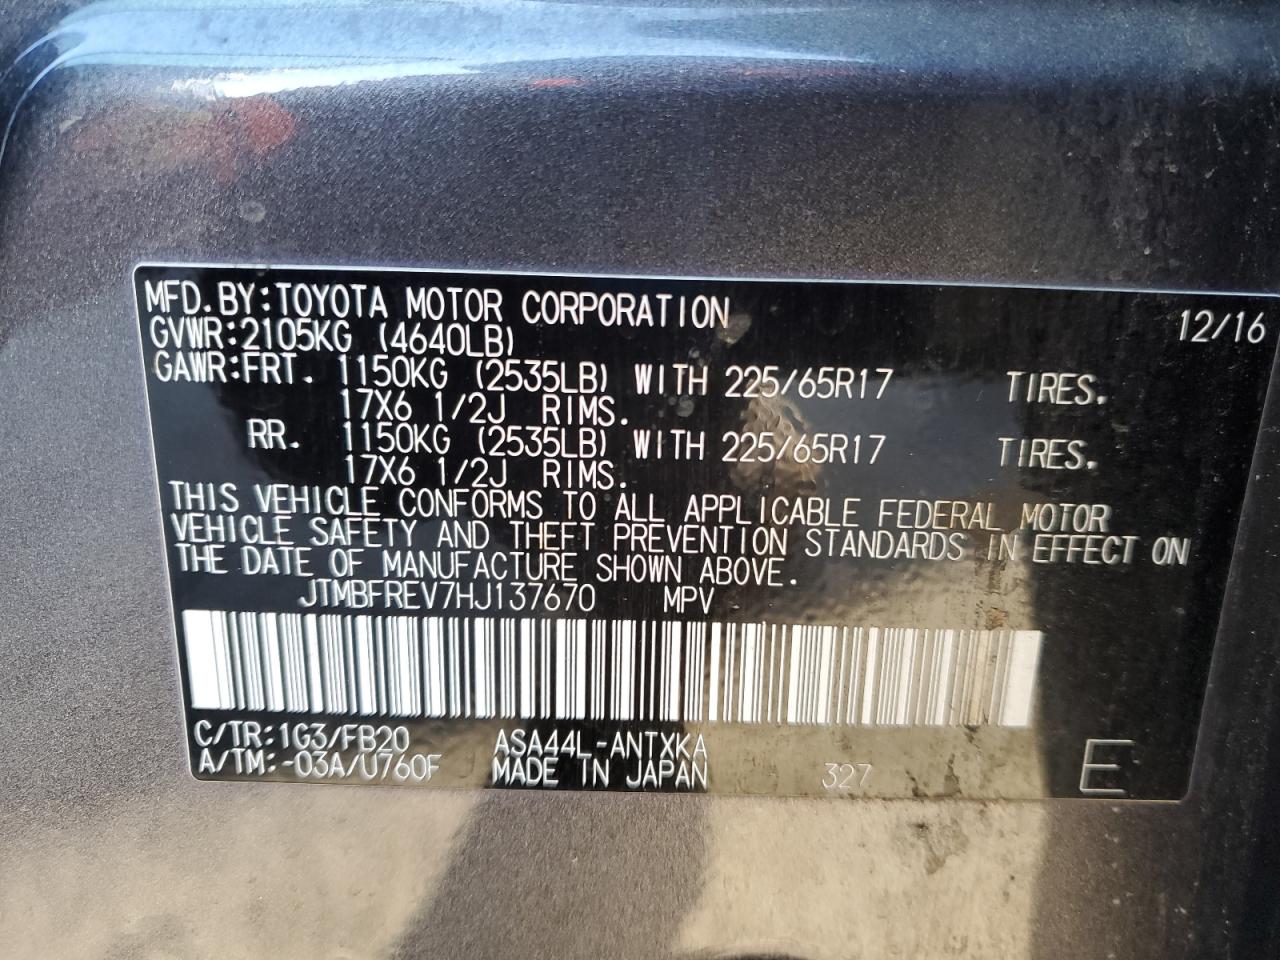 MFD.BY:TOYOTA MOTOR CORPORATION 12/16
GVWR:2105KG (4640LB)
GAWR:FRT. 1150KG (2535LB) WITH 225/65R17 TIRES.
17X6 1/2J RIMS.
RR. 1150KG (2535LB) WITH 225/65R17 TIRES.
17X6 1/2J RIMS.
THIS VEHICLE CONFORMS TO ALL APPLICABLE FEDERAL MOTOR
VEHICLE SAFETY AND THEFT PREVENTION STANDARDS IN EFFECT ON
THE DATE OF MANUFACTURE SHOWN ABOVE.
JTMBFREV7HJ137670 MPV
C/TR:1G3/FB20 ASA44L-ANTXKA
A/TM:-03A/U760F MADE IN JAPAN 327 E